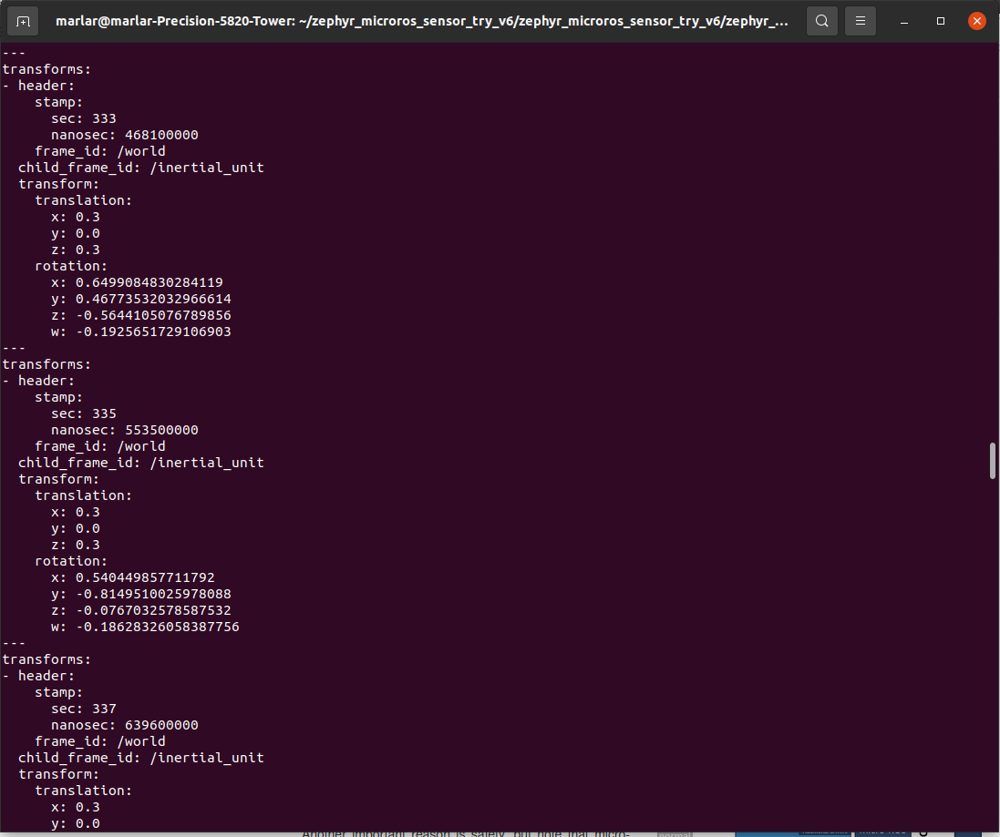 marlar@marlar-Precision-5820-Tower: ~/zephyr_microros_sensor_try_v6/zephyr_microros_sensor_try_v6/zephyr_...
---
transforms:
- header:
    stamp:
      sec: 333
      nanosec: 468100000
    frame_id: /world
  child_frame_id: /inertial_unit
  transform:
    translation:
      x: 0.3
      y: 0.0
      z: 0.3
    rotation:
      x: 0.6499084830284119
      y: 0.46773532032966614
      z: -0.5644105076789856
      w: -0.1925651729106903
---
transforms:
- header:
    stamp:
      sec: 335
      nanosec: 553500000
    frame_id: /world
  child_frame_id: /inertial_unit
  transform:
    translation:
      x: 0.3
      y: 0.0
      z: 0.3
    rotation:
      x: 0.540449857711792
      y: -0.8149510025978088
      z: -0.0767032578587532
      w: -0.18628326058387756
---
transforms:
- header:
    stamp:
      sec: 337
      nanosec: 639600000
    frame_id: /world
  child_frame_id: /inertial_unit
  transform:
    translation:
      x: 0.3
      y: 0.0
Another important reason is safety, but note that micro-